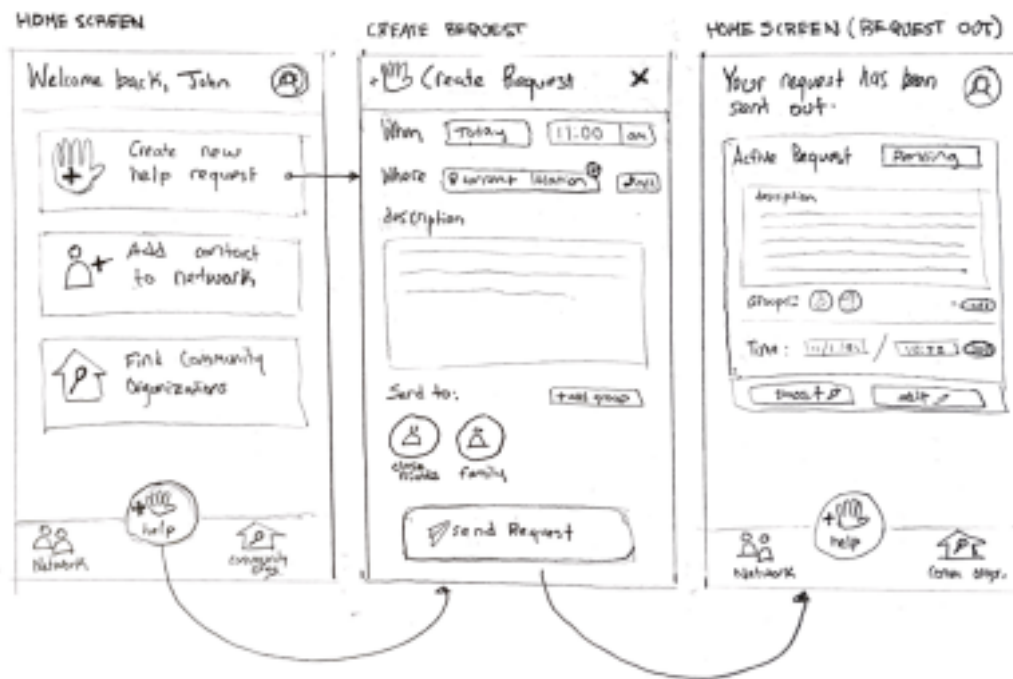 HOME SCREEN
Welcome back, John
Create new
help request
Add contact
to network
Find Community
Organizations
+ help
Network
Community
Orgs.
CREATE REQUEST
+ Create Request X
When Today 11:00 am
Where current location
description
Send to:
+ add group
close
friends
family
Send Request
HOME SCREEN (REQUEST OUT)
Your request has been
sent out.
Active Request Pending
description
Groups:
Time: /
edit
+ help
Network
Comm orgs.